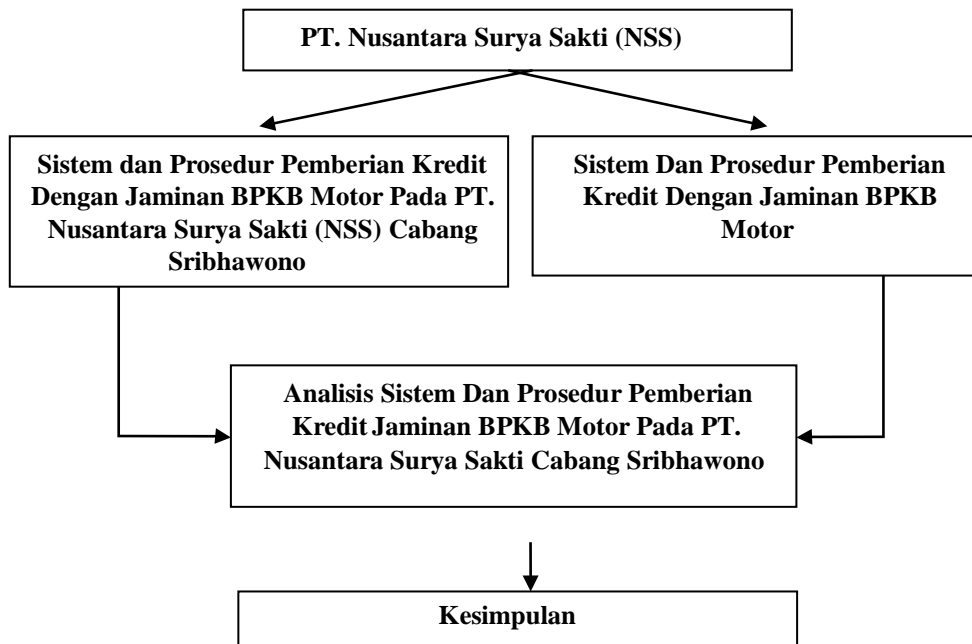 PT. Nusantara Surya Sakti (NSS)
Sistem dan Prosedur Pemberian Kredit
Dengan Jaminan BPKB Motor Pada PT.
Nusantara Surya Sakti (NSS) Cabang
Sribhawono
Sistem Dan Prosedur Pemberian
Kredit Dengan Jaminan BPKB
Motor
Analisis Sistem Dan Prosedur Pemberian
Kredit Jaminan BPKB Motor Pada PT.
Nusantara Surya Sakti Cabang Sribhawono
Kesimpulan